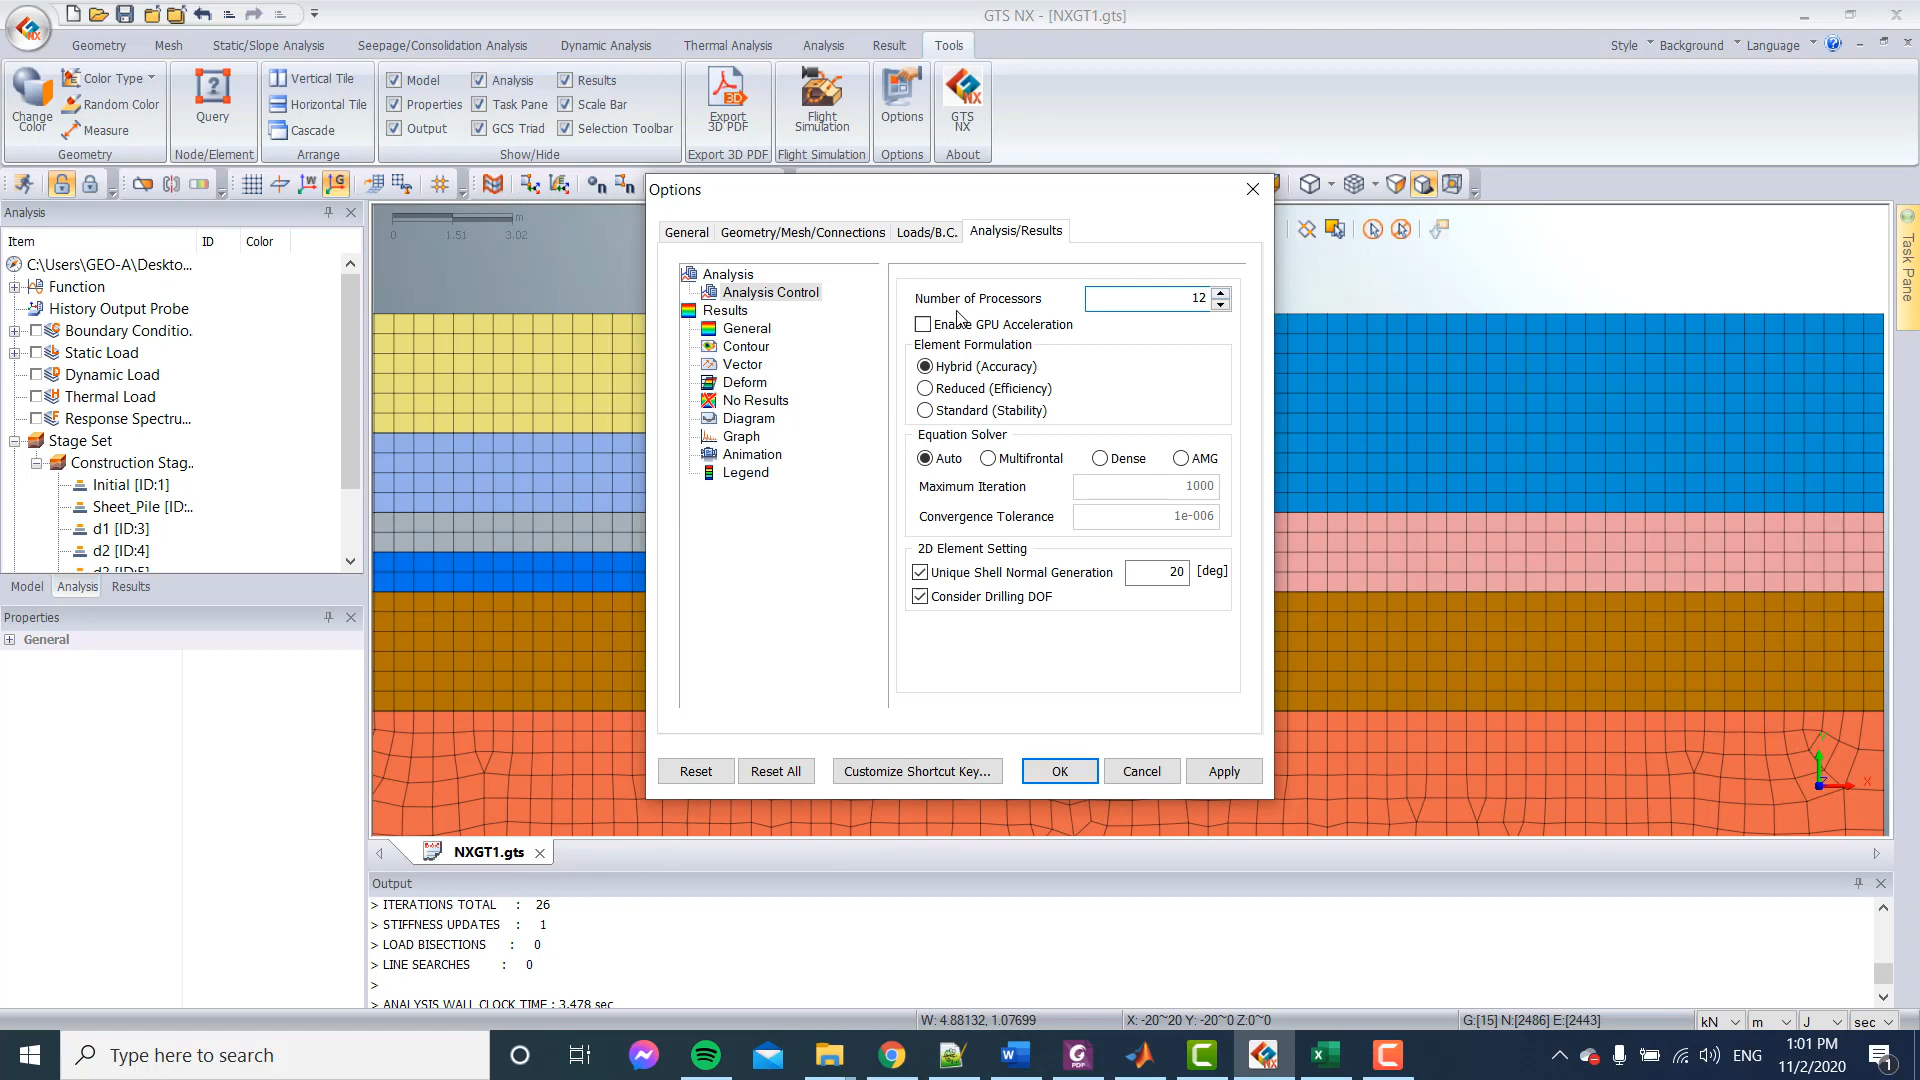 GTS NX - [NXGT1.gts]
Geometry Mesh Static/Slope Analysis Seepage/Consolidation Analysis Dynamic Analysis Thermal Analysis Analysis Result Tools Style Background Language
Change Color
Color Type
Random Color
Measure
Geometry
Query
Node/Element
Vertical Tile
Horizontal Tile
Cascade
Arrange
Model Analysis Results
Properties Task Pane Scale Bar
Output GCS Triad Selection Toolbar
Show/Hide
Export 3D PDF
Export 3D PDF
Flight Simulation
Flight Simulation
Options
Options
GTS NX
About
Analysis
Item ID Color
C:\Users\GEO-A\Deskto...
Function
History Output Probe
Boundary Conditio.
Static Load
Dynamic Load
Thermal Load
Response Spectru...
Stage Set
Construction Stag..
Initial [ID:1]
Sheet_Pile [ID:..
d1 [ID:3]
d2 [ID:4]
Model Analysis Results
Properties
General
m
0 1.51 3.02
Options
General Geometry/Mesh/Connections Loads/B.C. Analysis/Results
Analysis
Analysis Control
Results
General
Contour
Vector
Deform
No Results
Diagram
Graph
Animation
Legend
Number of Processors 12
Enable GPU Acceleration
Element Formulation
Hybrid (Accuracy)
Reduced (Efficiency)
Standard (Stability)
Equation Solver
Auto Multifrontal Dense AMG
Maximum Iteration 1000
Convergence Tolerance 1e-006
2D Element Setting
Unique Shell Normal Generation 20 [deg]
Consider Drilling DOF
Reset Reset All Customize Shortcut Key... OK Cancel Apply
Task Pane
Y
Z
X
NXGT1.gts
Output
> ITERATIONS TOTAL : 26
> STIFFNESS UPDATES : 1
> LOAD BISECTIONS : 0
> LINE SEARCHES : 0
>
> ANALYSIS WALL CLOCK TIME : 3.478 sec
W: 4.88132, 1.07699 X: -20~20 Y: -20~0 Z:0~0 G:[15] N:[2486] E:[2443] kN m J sec
Type here to search
ENG
1:01 PM
11/2/2020
1